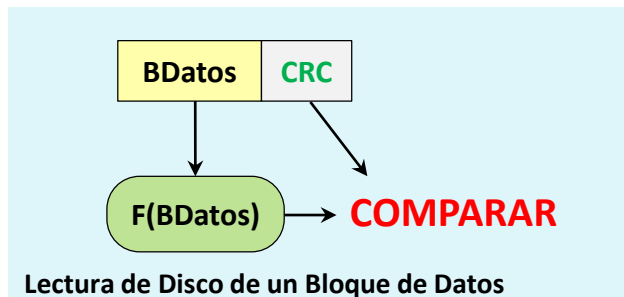 BDatos CRC
F(BDatos) COMPARAR
Lectura de Disco de un Bloque de Datos